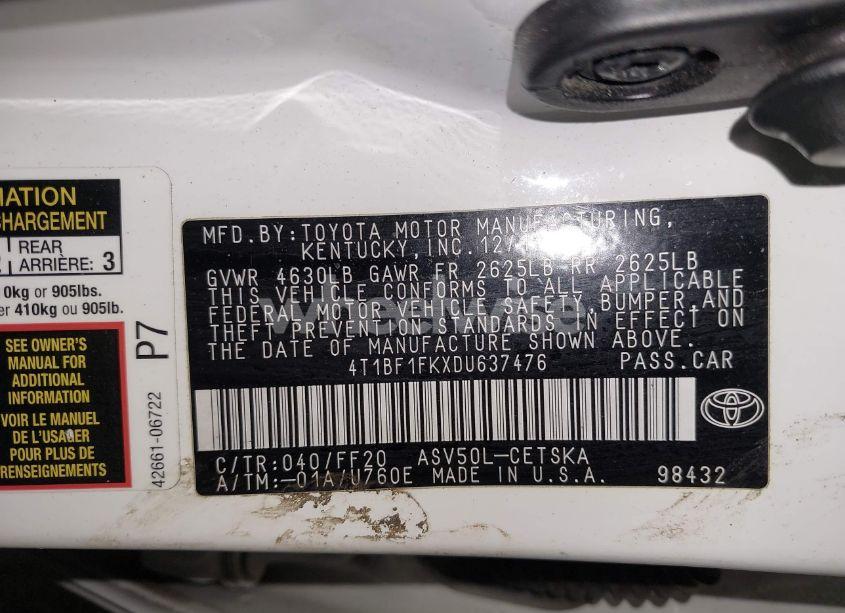 MATION
CHARGEMENT
REAR
ARRIÈRE: 3
0kg or 905lbs.
er 410kg ou 905lb.
SEE OWNER'S
MANUAL FOR
ADDITIONAL
INFORMATION
VOIR LE MANUEL
DE L'USAGER
POUR PLUS DE
RENSEIGNEMENTS
P7
42661-06722
MFD.BY:TOYOTA MOTOR MANUFACTURING,
KENTUCKY,INC.12/
GVWR 4630LB GAWR FR 2625LB RR 2625LB
THIS VEHICLE CONFORMS TO ALL APPLICABLE
FEDERAL MOTOR VEHICLE SAFETY,BUMPER,AND
THEFT PREVENTION STANDARDS IN EFFECT ON
THE DATE OF MANUFACTURE SHOWN ABOVE.
4T1BF1FKXDU637476 PASS.CAR
C/TR:040/FF20 ASV50L-CETSKA
A/TM:-01A/U760E MADE IN U.S.A. 98432